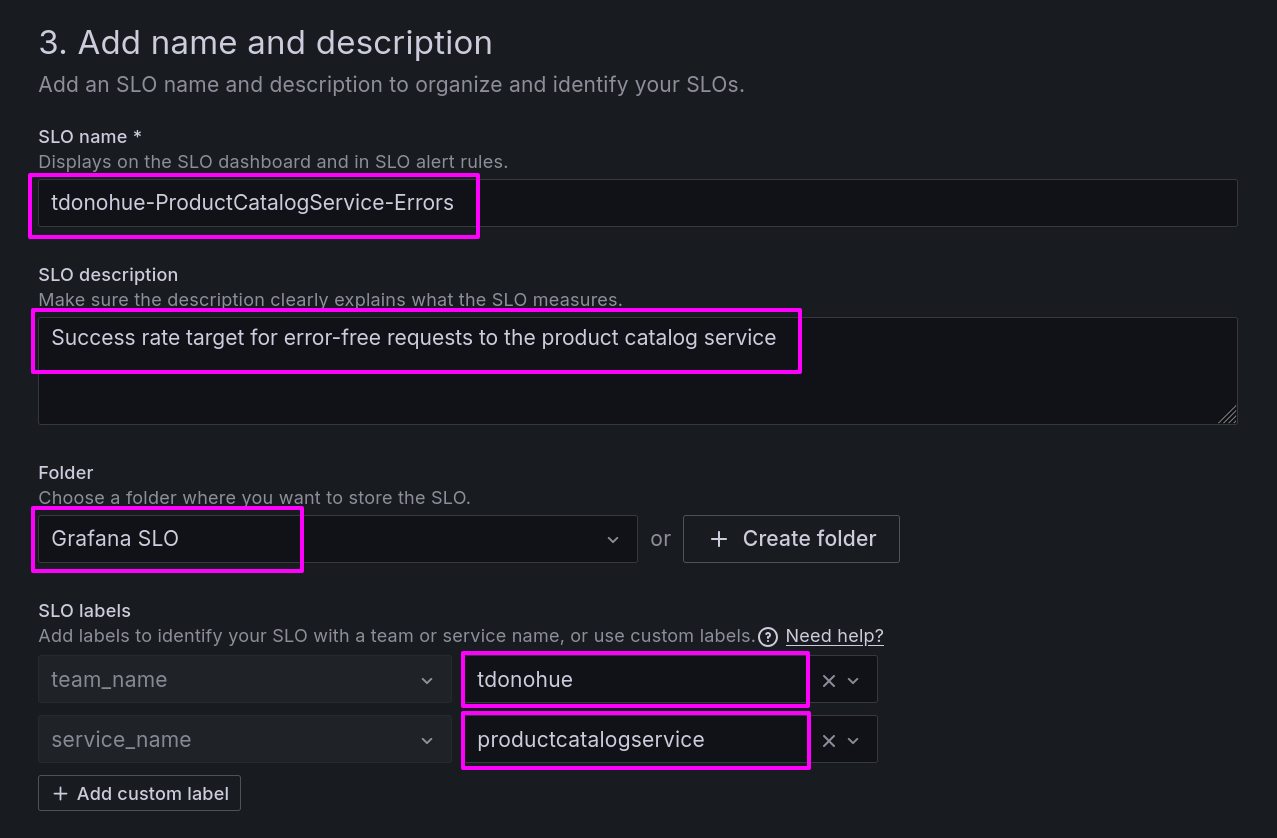 3. Add name and description
Add an SLO name and description to organize and identify your SLOs.
SLO name *
Displays on the SLO dashboard and in SLO alert rules.
tdonohue-ProductCatalogService-Errors
SLO description
Make sure the description clearly explains what the SLO measures.
Success rate target for error-free requests to the product catalog service
Folder
Choose a folder where you want to store the SLO.
Grafana SLO or + Create folder
SLO labels
Add labels to identify your SLO with a team or service name, or use custom labels. ? Need help?
team_name tdonohue
service_name productcatalogservice
+ Add custom label